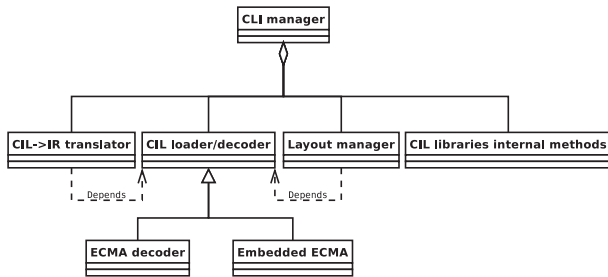 CLI manager
CIL->IR translator
CIL loader/decoder
Layout manager
CIL libraries internal methods
Depends
Depends
ECMA decoder
Embedded ECMA